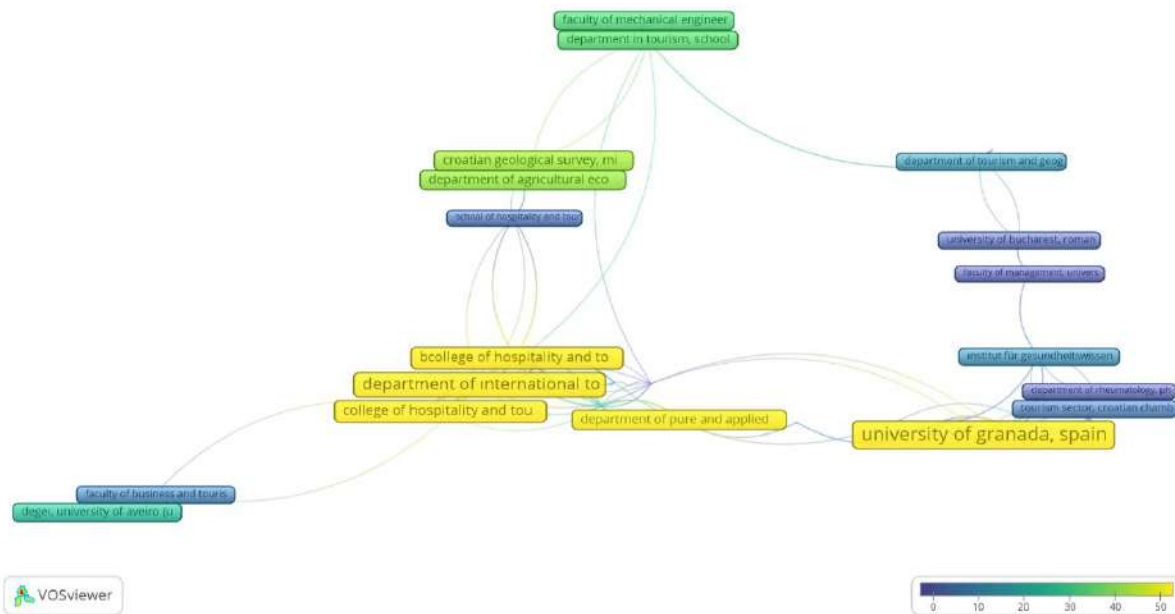 faculty of mechanical engineer
department in tourism, school
croatian geological survey, mi
department of agricultural eco
school of hospitality and tour
department of tourism and geog
university of bucharest, roman
faculty of management, univers
bcollege of hospitality and to
department of international to
college of hospitality and tou
department of pure and applied
institut für gesundheitswissen
department of rheumatology, ph
tourism sector, croatian cham
university of granada, spain
faculty of business and touris
degei, university of aveiro (u
VOSviewer
0 10 20 30 40 50